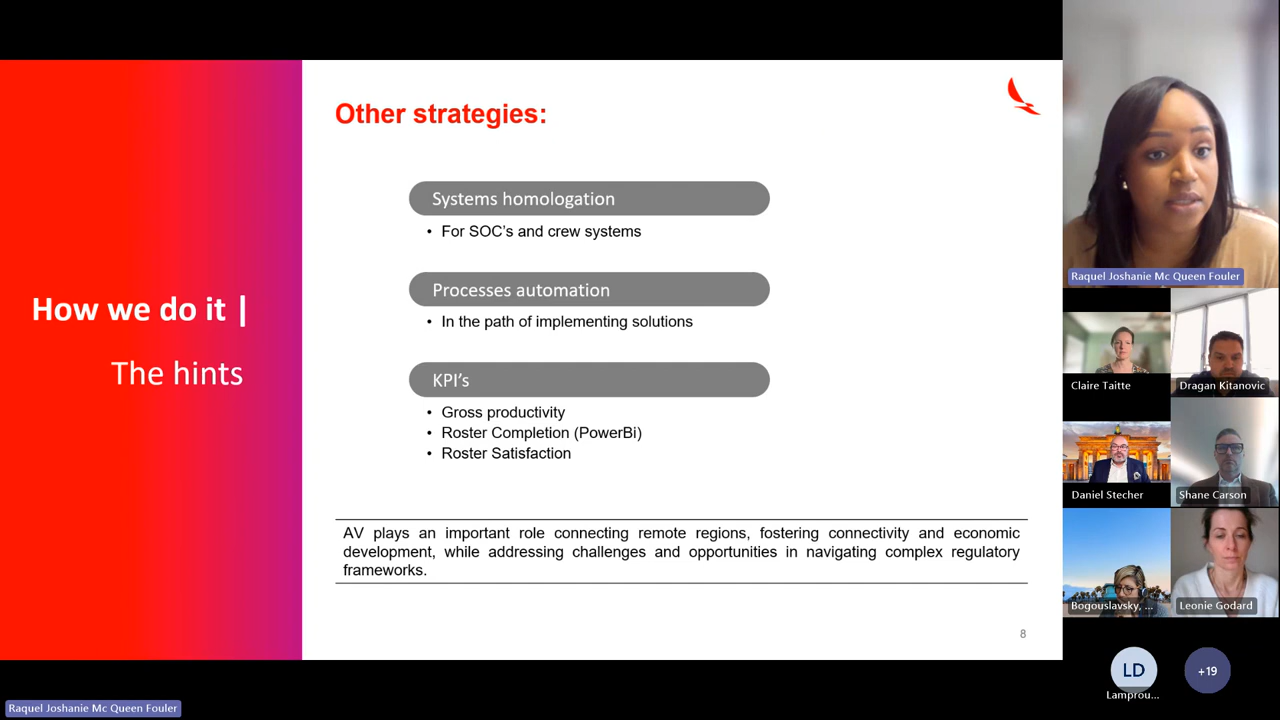 How we do it |
The hints
Other strategies:
Systems homologation
• For SOC's and crew systems
Processes automation
• In the path of implementing solutions
KPI's
• Gross productivity
• Roster Completion (PowerBi)
• Roster Satisfaction
AV plays an important role connecting remote regions, fostering connectivity and economic
development, while addressing challenges and opportunities in navigating complex regulatory
frameworks.
8
Raquel Joshanie Mc Queen Fouler
Claire Taitte
Dragan Kitanovic
Daniel Stecher
Shane Carson
Bogouslavsky, ...
Leonie Godard
LD
+19
Lamprou...
Raquel Joshanie Mc Queen Fouler